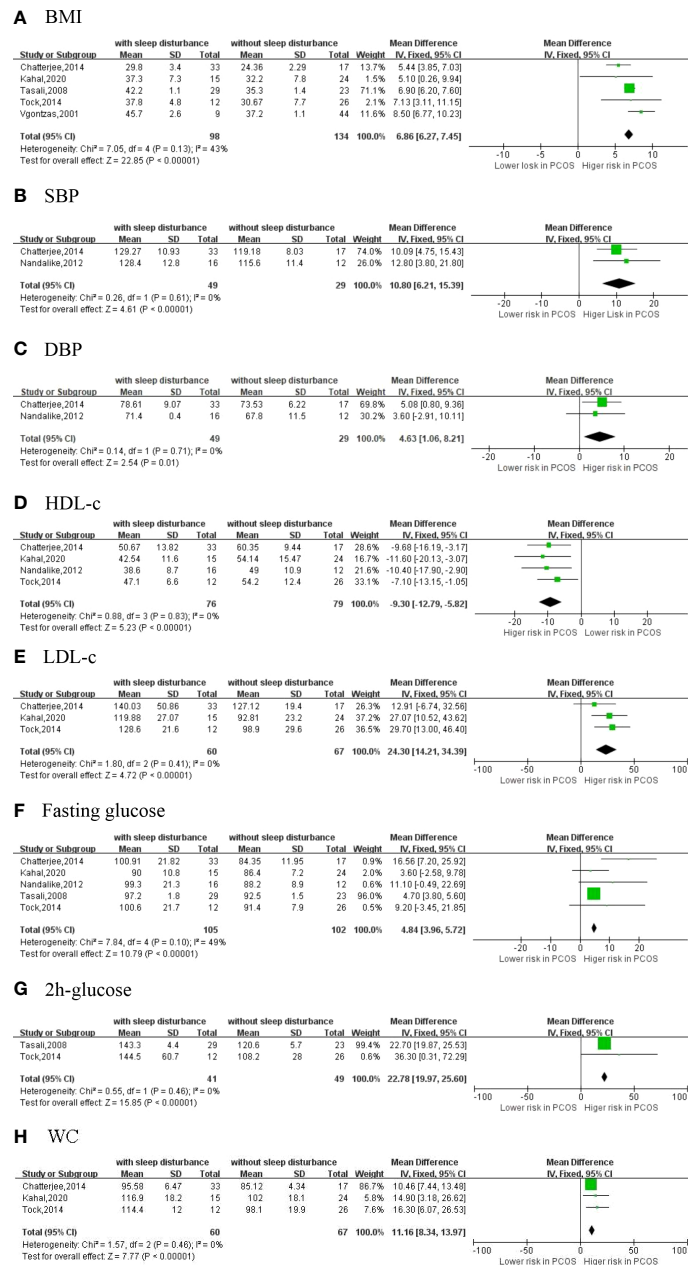 A BMI
with sleep disturbance without sleep disturbance Mean Difference Mean Difference
Study or Subgroup Mean SD Total Mean SD Total Weight IV, Fixed, 95% CI IV, Fixed, 95% CI
Chatterjee,2014 29.8 3.4 33 24.36 2.29 17 13.7% 5.44 [3.85, 7.03]
Kahal,2020 37.3 7.3 15 32.2 7.8 24 1.5% 5.10 [0.26, 9.94]
Tasali,2008 42.2 1.1 29 35.3 1.4 23 71.1% 6.90 [6.20, 7.60]
Tock,2014 37.8 4.8 12 30.67 7.7 26 2.1% 7.13 [3.11, 11.15]
Vgontzas,2001 45.7 2.6 9 37.2 1.1 44 11.6% 8.50 [6.77, 10.23]
Total (95% CI) 98 134 100.0% 6.86 [6.27, 7.45]
Heterogeneity: Chi² = 7.05, df = 4 (P = 0.13); I² = 43%
Test for overall effect: Z = 22.85 (P < 0.00001)
-10 -5 0 5 10
Lower losk in PCOS Higer risk in PCOS
B SBP
with sleep disturbance without sleep disturbance Mean Difference Mean Difference
Study or Subgroup Mean SD Total Mean SD Total Weight IV, Fixed, 95% CI IV, Fixed, 95% CI
Chatterjee,2014 129.27 10.93 33 119.18 8.03 17 74.0% 10.09 [4.75, 15.43]
Nandalike,2012 128.4 12.8 16 115.6 11.4 12 26.0% 12.80 [3.80, 21.80]
Total (95% CI) 49 29 100.0% 10.80 [6.21, 15.39]
Heterogeneity: Chi² = 0.26, df = 1 (P = 0.61); I² = 0%
Test for overall effect: Z = 4.61 (P < 0.00001)
-20 -10 0 10 20
Lower risk in PCOS Higer Lisk in PCOS
C DBP
with sleep disturbance without sleep disturbance Mean Difference Mean Difference
Study or Subgroup Mean SD Total Mean SD Total Weight IV, Fixed, 95% CI IV, Fixed, 95% CI
Chatterjee,2014 78.61 9.07 33 73.53 6.22 17 69.8% 5.08 [0.80, 9.36]
Nandalike,2012 71.4 0.4 16 67.8 11.5 12 30.2% 3.60 [-2.91, 10.11]
Total (95% CI) 49 29 100.0% 4.63 [1.06, 8.21]
Heterogeneity: Chi² = 0.14, df = 1 (P = 0.71); I² = 0%
Test for overall effect: Z = 2.54 (P = 0.01)
-20 -10 0 10 20
Lower risk in PCOS Higer risk in PCOS
D HDL-c
with sleep disturbance without sleep disturbance Mean Difference Mean Difference
Study or Subgroup Mean SD Total Mean SD Total Weight IV, Fixed, 95% CI IV, Fixed, 95% CI
Chatterjee,2014 50.67 13.82 33 60.35 9.44 17 28.6% -9.68 [-16.19, -3.17]
Kahal,2020 42.54 11.6 15 54.14 15.47 24 16.7% -11.60 [-20.13, -3.07]
Nandalike,2012 38.6 8.7 16 49 10.9 12 21.6% -10.40 [-17.90, -2.90]
Tock,2014 47.1 6.6 12 54.2 12.4 26 33.1% -7.10 [-13.15, -1.05]
Total (95% CI) 76 79 100.0% -9.30 [-12.79, -5.82]
Heterogeneity: Chi² = 0.88, df = 3 (P = 0.83); I² = 0%
Test for overall effect: Z = 5.23 (P < 0.00001)
-20 -10 0 10 20
Higer risk in PCOS Lower risk in PCOS
E LDL-c
with sleep disturbance without sleep disturbance Mean Difference Mean Difference
Study or Subgroup Mean SD Total Mean SD Total Weight IV, Fixed, 95% CI IV, Fixed, 95% CI
Chatterjee,2014 140.03 50.86 33 127.12 19.4 17 26.3% 12.91 [-6.74, 32.56]
Kahal,2020 119.88 27.07 15 92.81 23.2 24 37.2% 27.07 [10.52, 43.62]
Tock,2014 128.6 21.6 12 98.9 29.6 26 36.5% 29.70 [13.00, 46.40]
Total (95% CI) 60 67 100.0% 24.30 [14.21, 34.39]
Heterogeneity: Chi² = 1.80, df = 2 (P = 0.41); I² = 0%
Test for overall effect: Z = 4.72 (P < 0.00001)
-100 -50 0 50 100
Lower risk in PCOS Higer risk in PCOS
F Fasting glucose
with sleep disturbance without sleep disturbance Mean Difference Mean Difference
Study or Subgroup Mean SD Total Mean SD Total Weight IV, Fixed, 95% CI IV, Fixed, 95% CI
Chatterjee,2014 100.91 21.82 33 84.35 11.95 17 0.9% 16.56 [7.20, 25.92]
Kahal,2020 90 10.8 15 86.4 7.2 24 2.0% 3.60 [-2.58, 9.78]
Nandalike,2012 99.3 21.3 16 88.2 8.9 12 0.6% 11.10 [-0.49, 22.69]
Tasali,2008 97.2 1.8 29 92.5 1.5 23 96.0% 4.70 [3.80, 5.60]
Tock,2014 100.6 21.7 12 91.4 7.9 26 0.5% 9.20 [-3.45, 21.85]
Total (95% CI) 105 102 100.0% 4.84 [3.96, 5.72]
Heterogeneity: Chi² = 7.84, df = 4 (P = 0.10); I² = 49%
Test for overall effect: Z = 10.79 (P < 0.00001)
-20 -10 0 10 20
Lower risk in PCOS Higer risk in PCOS
G 2h-glucose
with sleep disturbance without sleep disturbance Mean Difference Mean Difference
Study or Subgroup Mean SD Total Mean SD Total Weight IV, Fixed, 95% CI IV, Fixed, 95% CI
Tasali,2008 143.3 4.4 29 120.6 5.7 23 99.4% 22.70 [19.87, 25.53]
Tock,2014 144.5 60.7 12 108.2 28 26 0.6% 36.30 [0.31, 72.29]
Total (95% CI) 41 49 100.0% 22.78 [19.97, 25.60]
Heterogeneity: Chi² = 0.55, df = 1 (P = 0.46); I² = 0%
Test for overall effect: Z = 15.85 (P < 0.00001)
-100 -50 0 50 100
Lower risk in PCOS Higer risk in PCOS
H WC
with sleep disturbance without sleep disturbance Mean Difference Mean Difference
Study or Subgroup Mean SD Total Mean SD Total Weight IV, Fixed, 95% CI IV, Fixed, 95% CI
Chatterjee,2014 95.58 6.47 33 85.12 4.34 17 86.7% 10.46 [7.44, 13.48]
Kahal,2020 116.9 18.2 15 102 18.1 24 5.8% 14.90 [3.18, 26.62]
Tock,2014 114.4 12 12 98.1 19.9 26 7.6% 16.30 [6.07, 26.53]
Total (95% CI) 60 67 100.0% 11.16 [8.34, 13.97]
Heterogeneity: Chi² = 1.57, df = 2 (P = 0.46); I² = 0%
Test for overall effect: Z = 7.77 (P < 0.00001)
-100 -50 0 50 100
Lower risk in PCOS Higer risk in PCOS